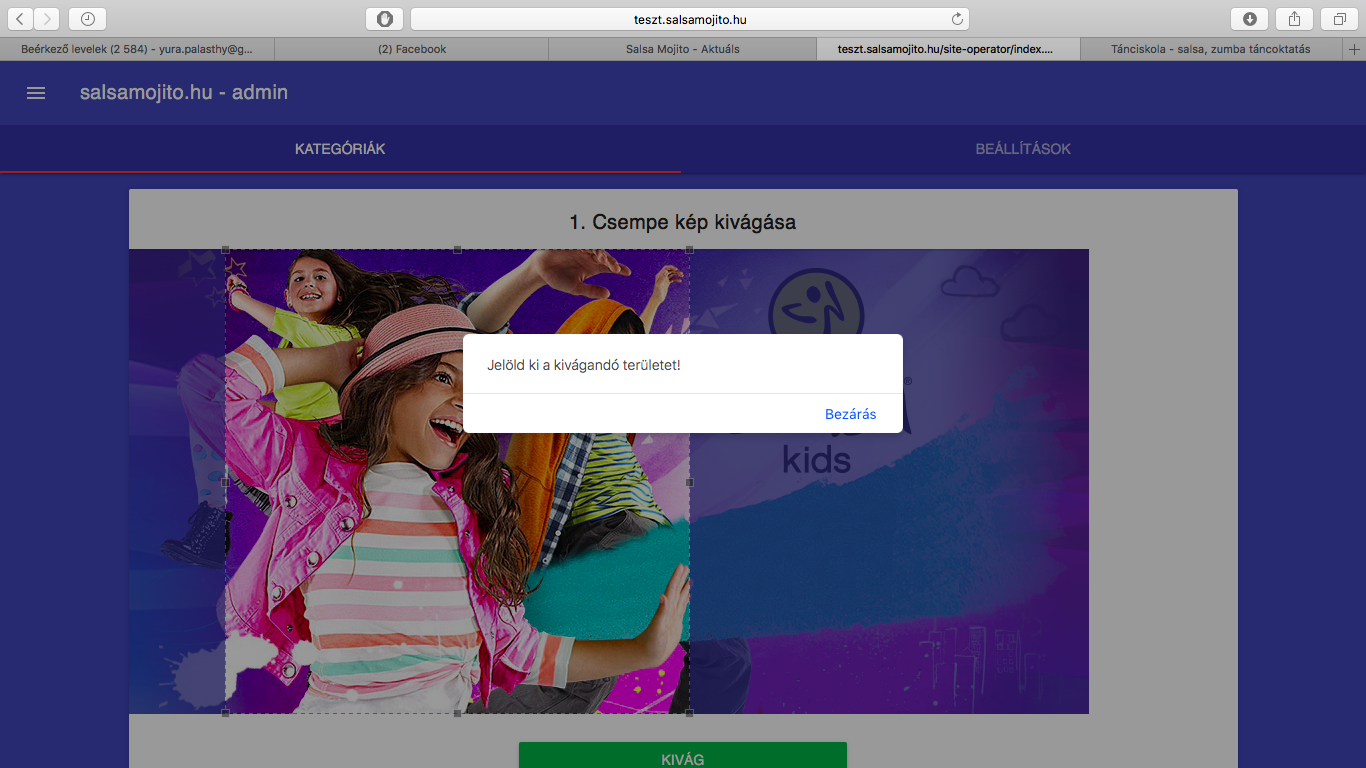 teszt.salsamojito.hu
Beérkező levelek (2 584) - yura.palasthy@g...
(2) Facebook
Salsa Mojito - Aktuáls
teszt.salsamojito.hu/site-operator/index....
Tánciskola - salsa, zumba táncoktatás
salsamojito.hu - admin
KATEGÓRIÁK
BEÁLLÍTÁSOK
1. Csempe kép kivágása
Jelöld ki a kivágandó területet!
®
Bezárás
kids
KIVÁG